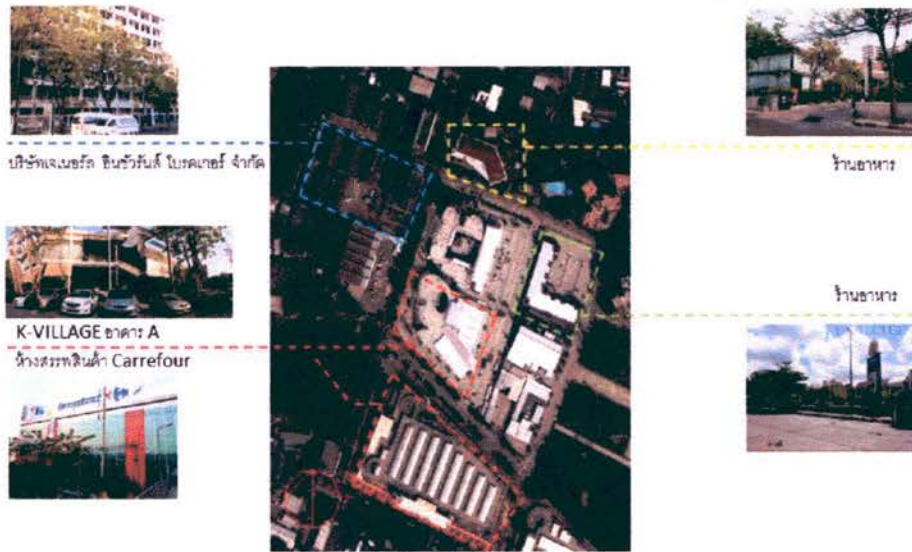 บริษัทเจเนอรัล อินชัวรันส์ โบรคเกอร์ จำกัด
ร้านอาหาร
ร้านอาหาร
K-VILLAGE อาคาร A
ห้างสรรพสินค้า Carrefour